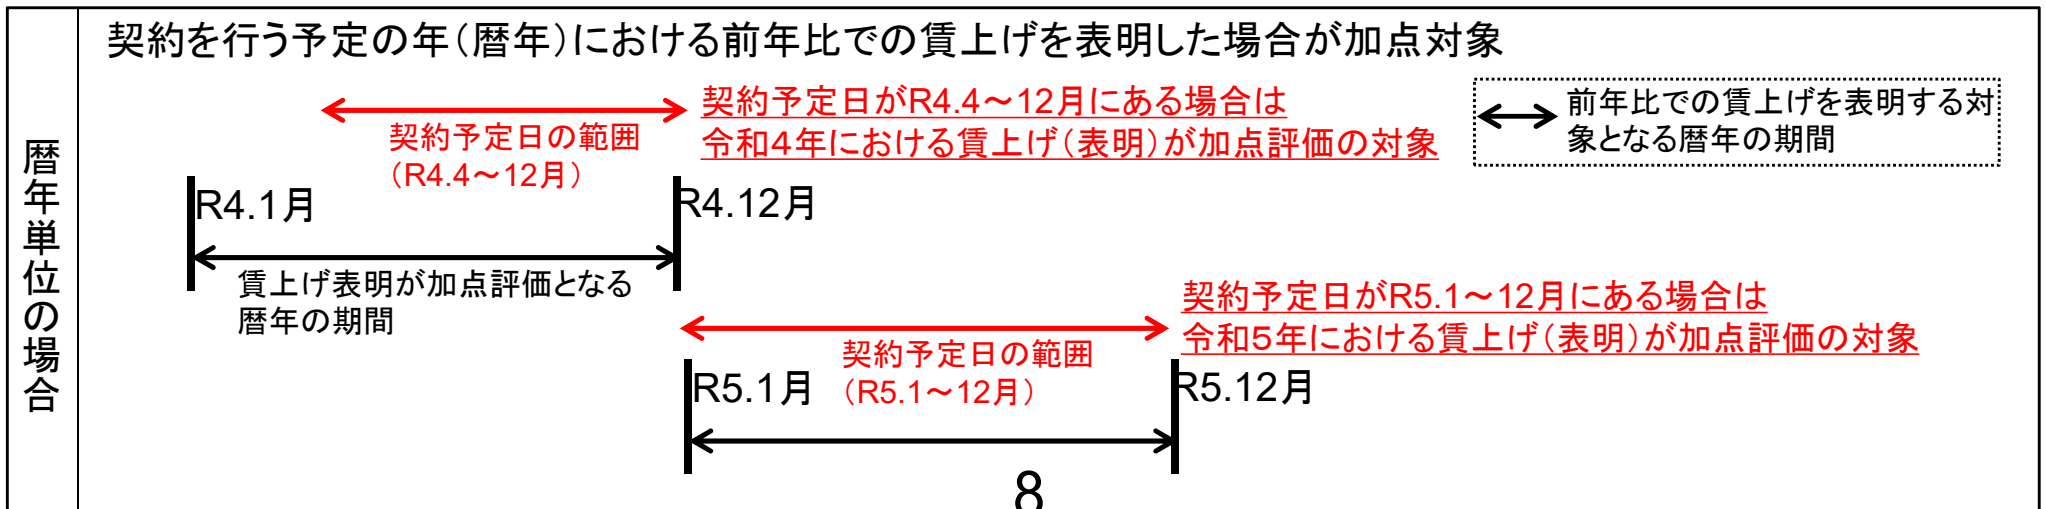 契約を行う予定の年（暦年）における前年比での賃上げを表明した場合が加点対象
契約予定日がR4.4～12月にある場合は
令和4年における賃上げ（表明）が加点評価の対象
前年比での賃上げを表明する対
象となる暦年の期間
契約予定日の範囲
（R4.4～12月）
暦年単位の場合
R4.1月
R4.12月
賃上げ表明が加点評価となる
暦年の期間
契約予定日がR5.1～12月にある場合は
令和5年における賃上げ（表明）が加点評価の対象
契約予定日の範囲
（R5.1～12月）
R5.1月
R5.12月
8